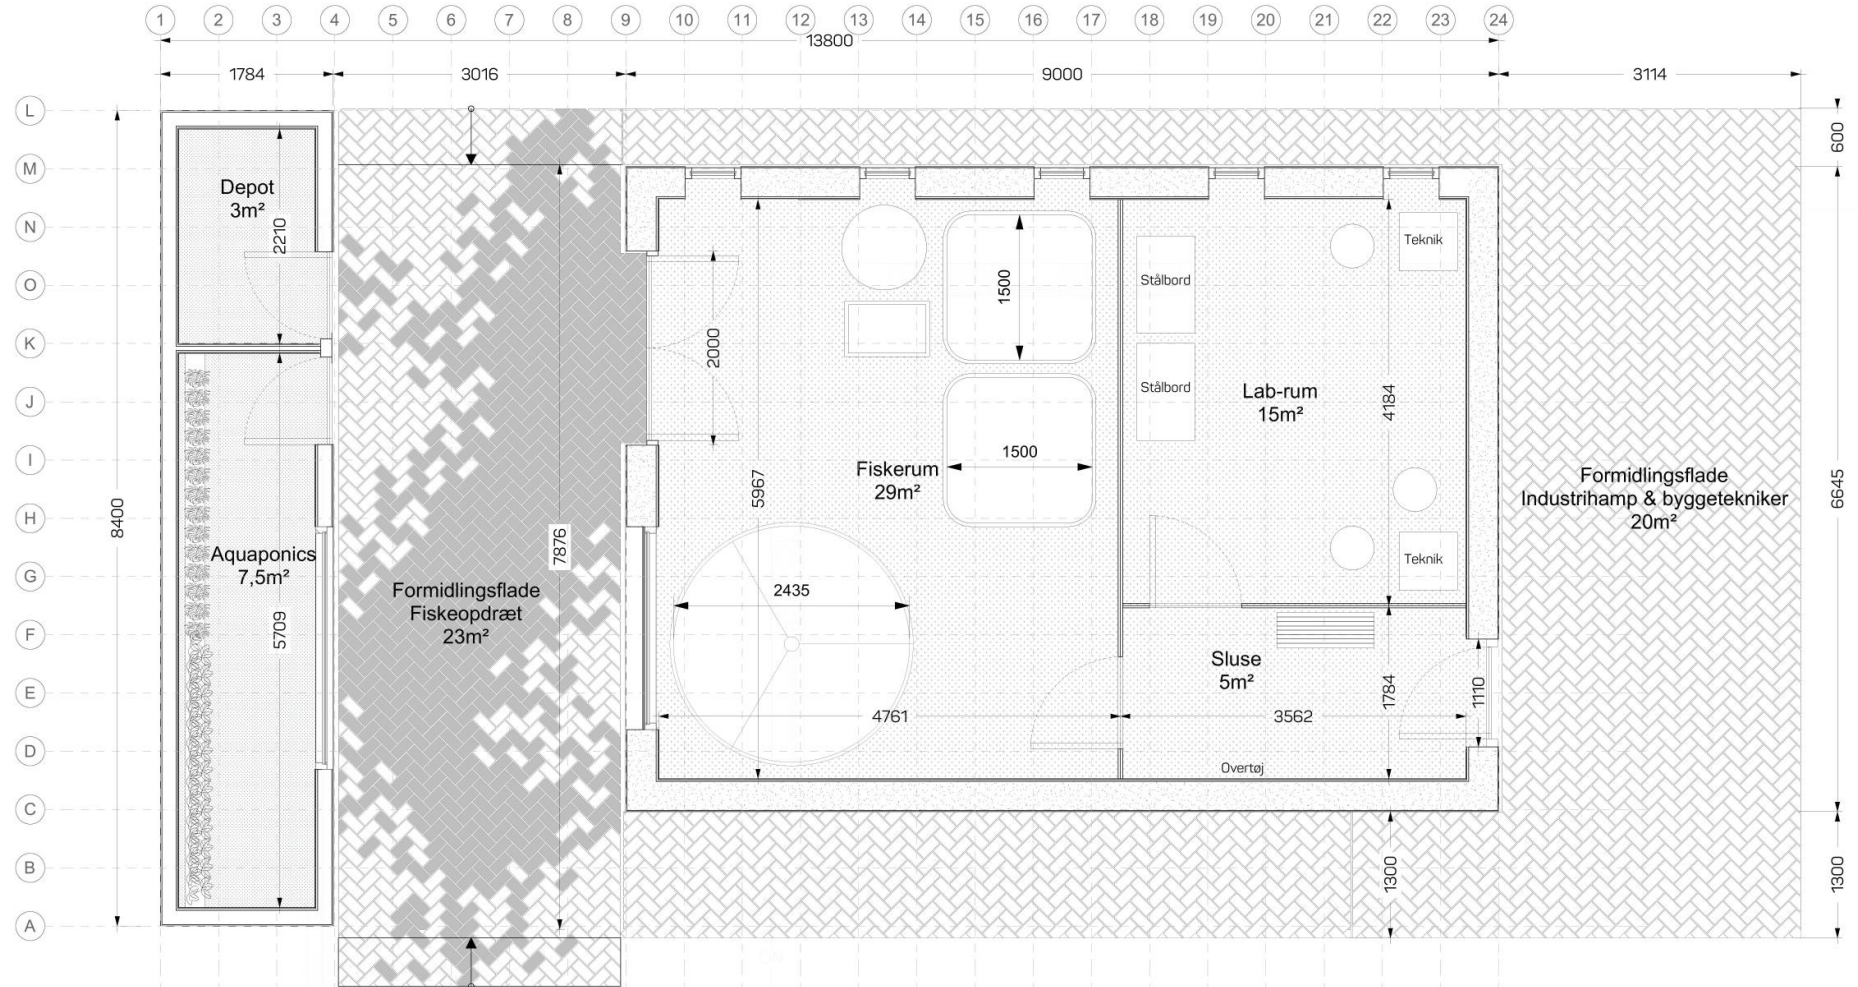 1 2 3 4 5 6 7 8 9 10 11 12 13 14 15 16 17 18 19 20 21 22 23 24
13800
1784 3016 9000 3114
L
M
N
O
K
J
I
H
G
F
E
D
C
B
A
8400
Depot
3m²
2210
Aquaponics
7,5m²
5709
Formidlingsflade
Fiskeopdræt
23m²
7876
2000
5967
1500
1500
Fiskerum
29m²
2435
4761
Stålbord
Stålbord
Teknik
Lab-rum
15m²
4184
Teknik
Sluse
5m²
3562
1784
1110
Overtøj
1300
Formidlingsflade
Industrihamp & byggetekniker
20m²
600
6645
1300